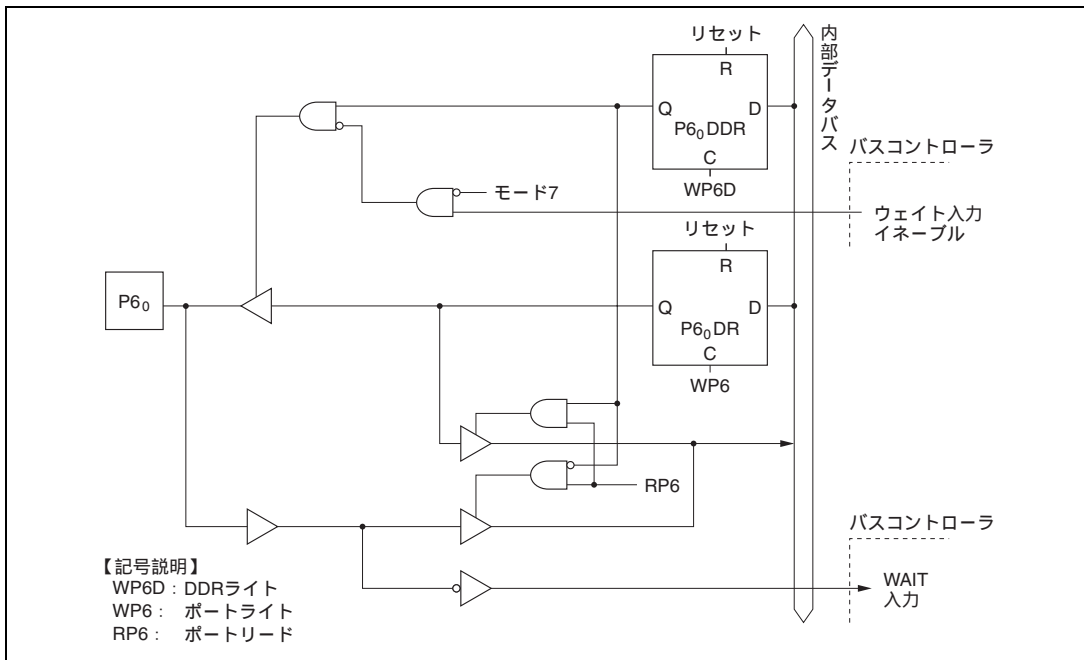 リセット
R
Q
D
P6₀DDR
C
WP6D
内部データバス
バスコントローラ
モード7
ウェイト入力
イネーブル
リセット
R
P6₀
Q
D
P6₀DR
C
WP6
RP6
バスコントローラ
WAIT
入力
【記号説明】
WP6D : DDRライト
WP6 : ポートライト
RP6 : ポートリード